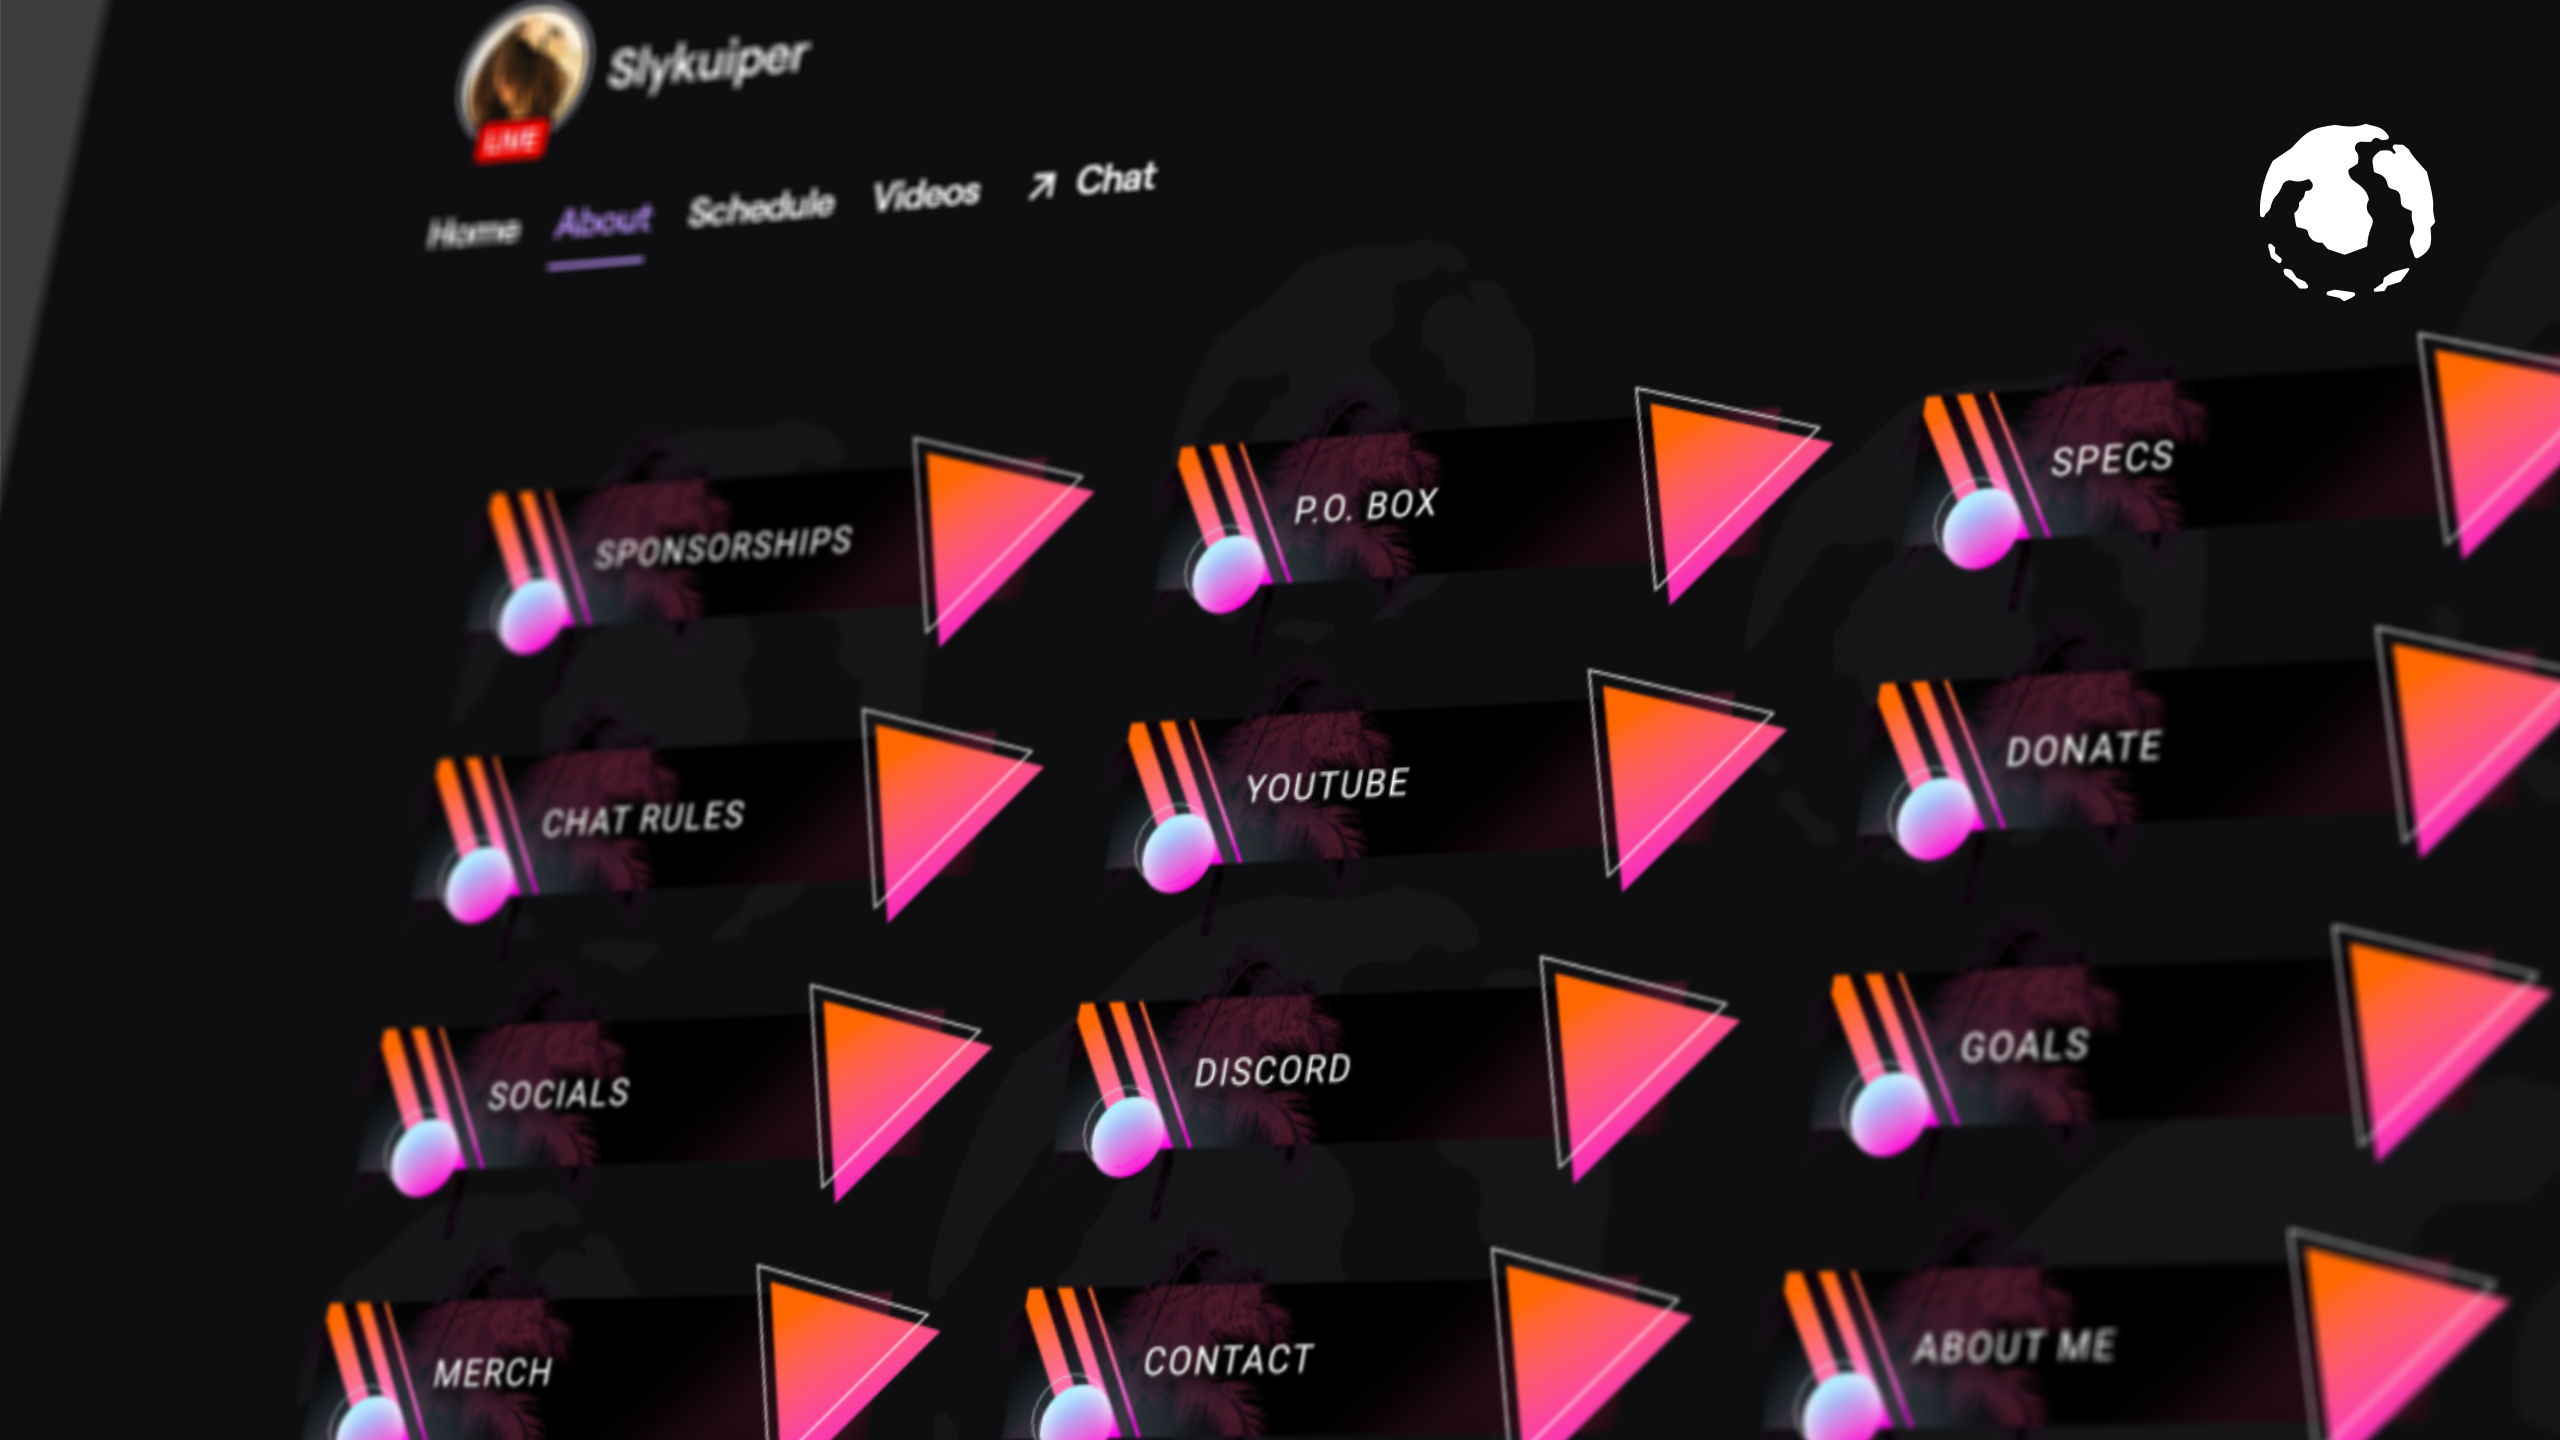 Slykuiper
LIVE
Home About Schedule Videos Chat
SPONSORSHIPS
P.O. BOX
SPECS
CHAT RULES
YOUTUBE
DONATE
SOCIALS
DISCORD
GOALS
MERCH
CONTACT
ABOUT ME